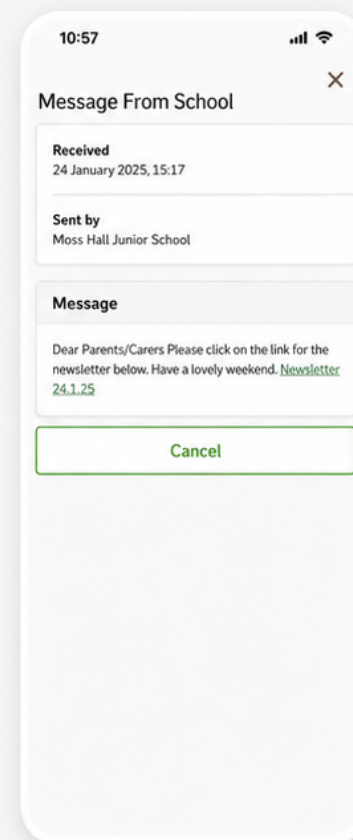 10:57
Message From School
Received
24 January 2025, 15:17
Sent by
Moss Hall Junior School
Message
Dear Parents/Carers Please click on the link for the
newsletter below. Have a lovely weekend. Newsletter
24.1.25
Cancel